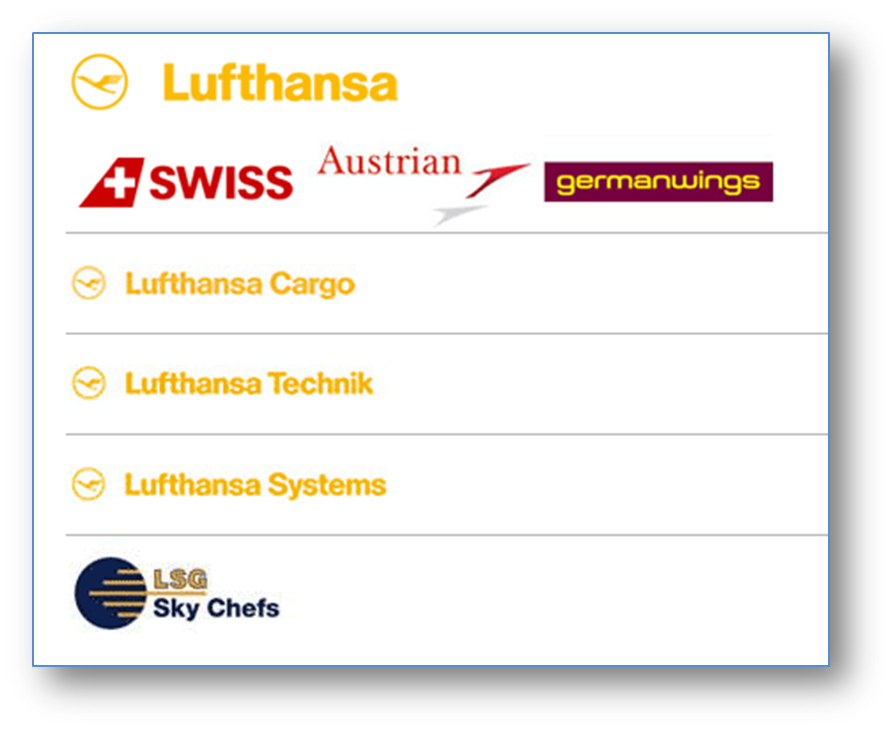 Lufthansa
SWISS Austrian germanwings
Lufthansa Cargo
Lufthansa Technik
Lufthansa Systems
LSG
Sky Chefs